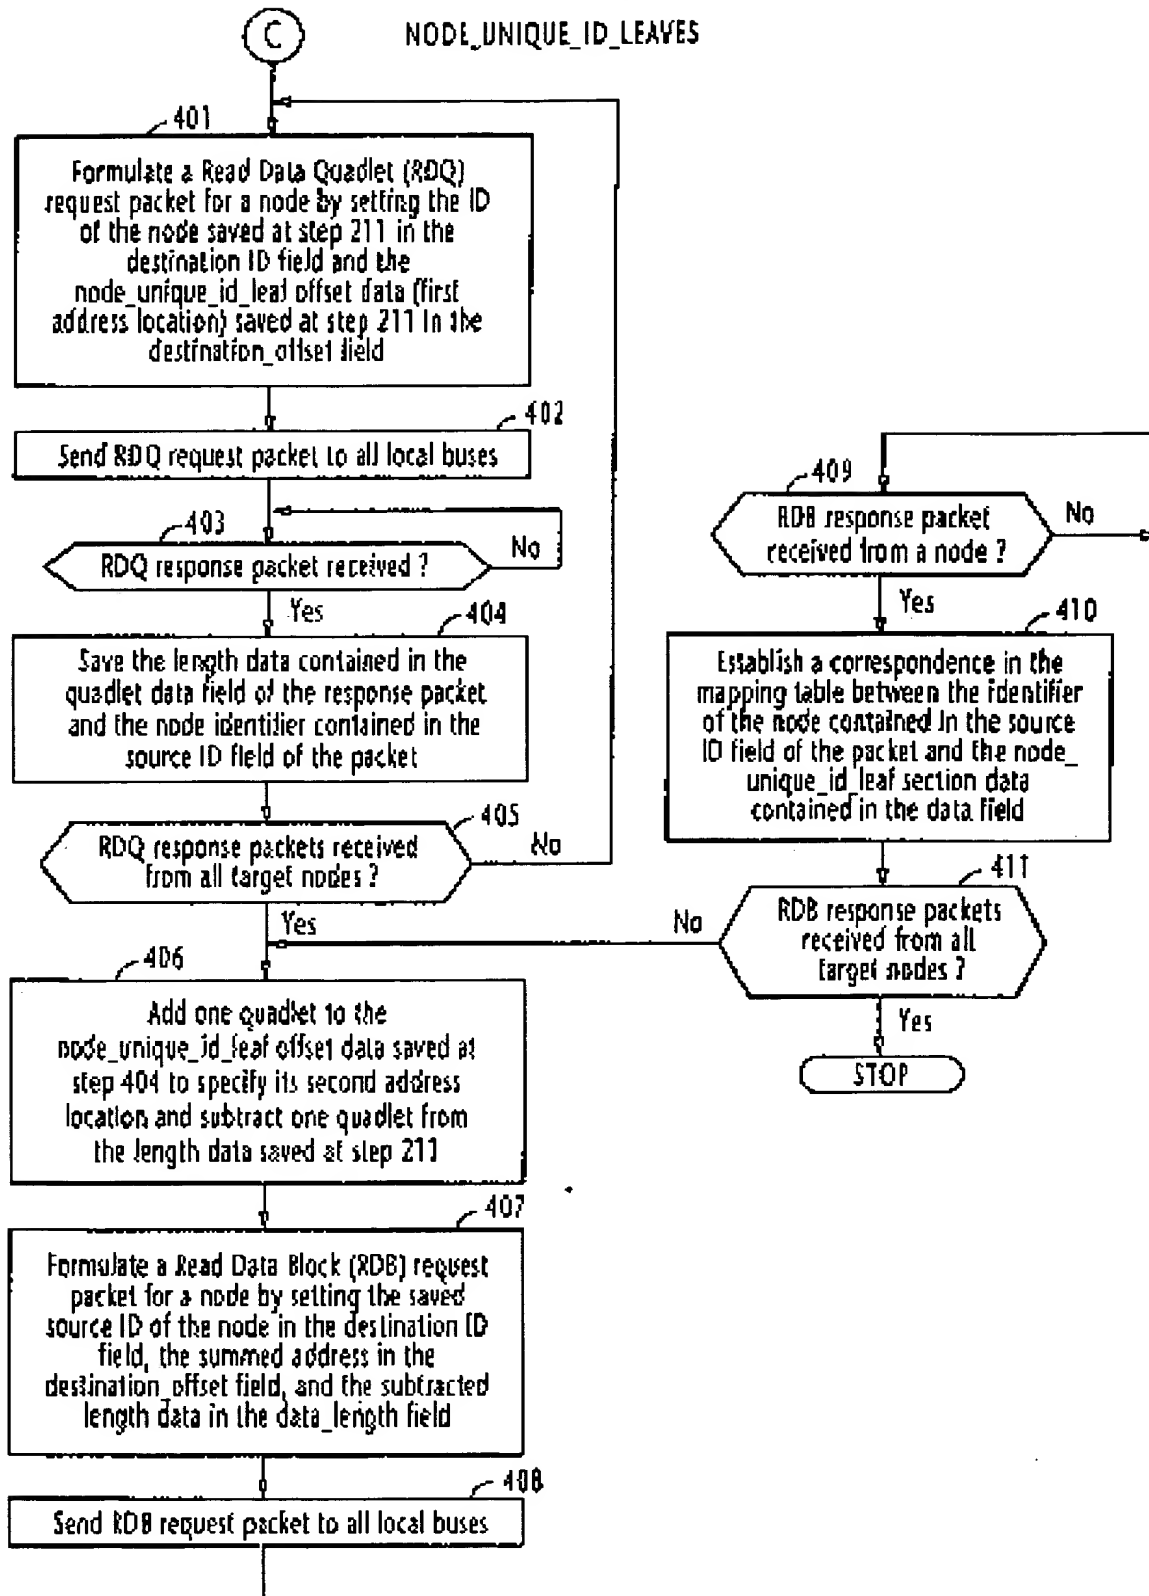 C
NODE_UNIQUE_ID_LEAVES
401
Formulate a Read Data Quadlet (RDQ)
request packet for a node by setting the ID
of the node saved at step 211 in the
destination ID field and the
node_unique_id_leaf offset data (first
address location) saved at step 211 in the
destination_offset field
402
Send RDQ request packet to all local buses
403
RDQ response packet received ?
No
Yes
404
Save the length data contained in the
quadlet data field of the response packet
and the node identifier contained in the
source ID field of the packet
405
RDQ response packets received
from all target nodes ?
No
Yes
406
Add one quadlet to the
node_unique_id_leaf offset data saved at
step 404 to specify its second address
location and subtract one quadlet from
the length data saved at step 211
407
Formulate a Read Data Block (RDB) request
packet for a node by setting the saved
source ID of the node in the destination ID
field, the summed address in the
destination_offset field, and the subtracted
length data in the data_length field
408
Send RDB request packet to all local buses
409
RDB response packet
received from a node ?
No
Yes
410
Establish a correspondence in the
mapping table between the identifier
of the node contained in the source
ID field of the packet and the node_
unique_id_leaf section data
contained in the data field
411
RDB response packets
received from all
target nodes ?
No
Yes
STOP